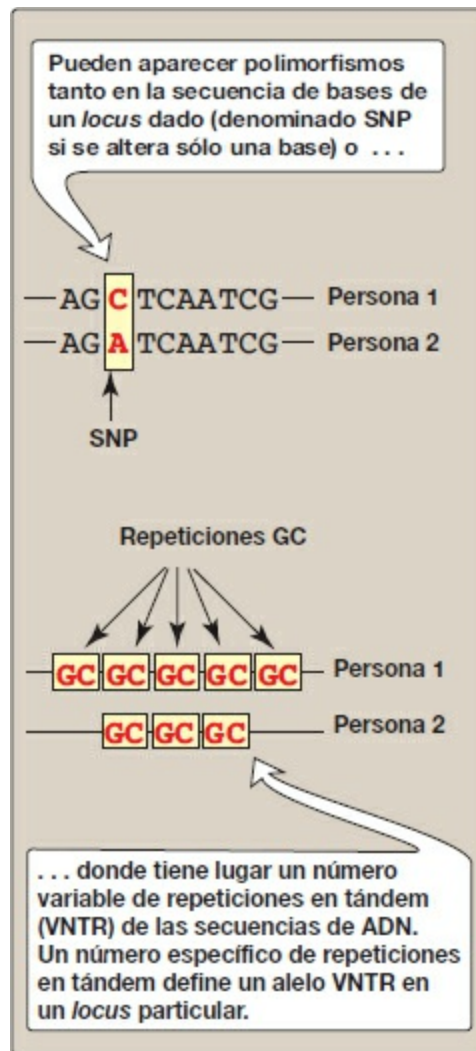 Pueden aparecer polimorfismos
tanto en la secuencia de bases de
un locus dado (denominado SNP
si se altera sólo una base) o . . .
AG C TCAATCG Persona 1
AG A TCAATCG Persona 2
SNP
Repeticiones GC
GC GC GC GC GC Persona 1
GC GC GC Persona 2
. . . donde tiene lugar un número
variable de repeticiones en tándem
(VNTR) de las secuencias de ADN.
Un número específico de repeticiones
en tándem define un alelo VNTR en
un locus particular.